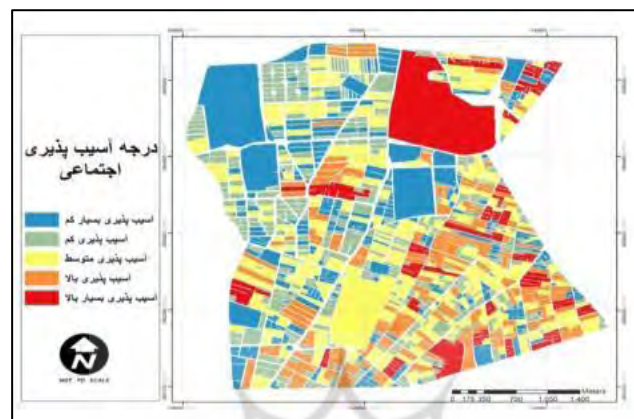 درجه آسیب پذیری
اجتماعی
آسیب پذیری بسیار کم
آسیب پذیری کم
آسیب پذیری متوسط
آسیب پذیری بالا
آسیب پذیری بسیار بالا
N
NOT TO SCALE
Meters
0 175 350 700 1,050 1,400